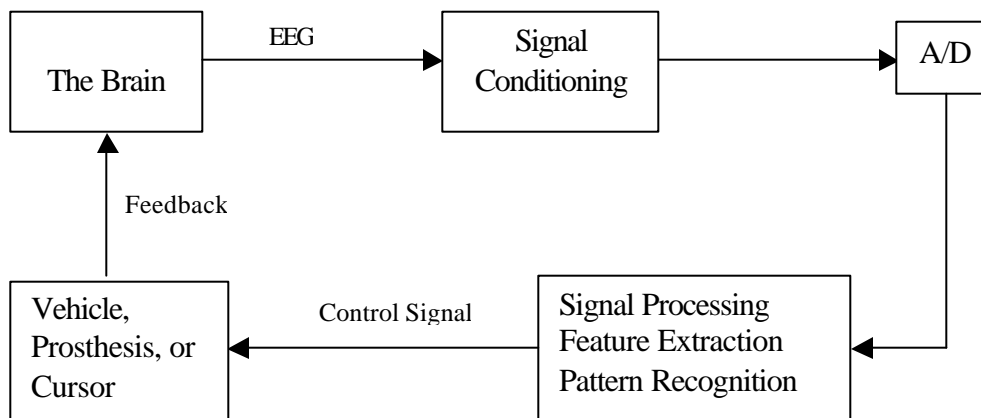 EEG
Signal
Conditioning
A/D
The Brain
Feedback
Vehicle,
Prosthesis, or
Cursor
Control Signal
Signal Processing
Feature Extraction
Pattern Recognition